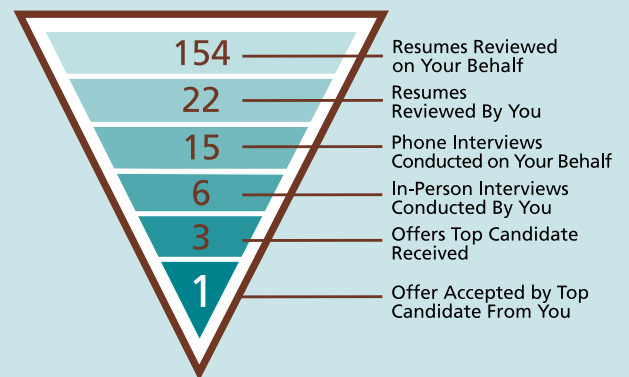 154
Resumes Reviewed
on Your Behalf
22
Resumes
Reviewed By You
15
Phone Interviews
Conducted on Your Behalf
6
In-Person Interviews
Conducted By You
3
Offers Top Candidate
Received
1
Offer Accepted by Top
Candidate From You